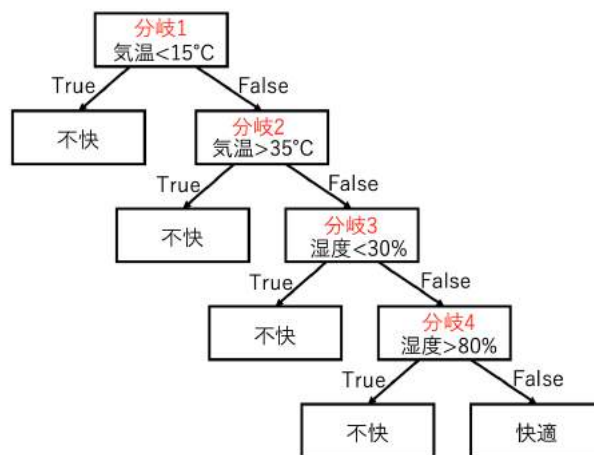 分岐1
気温<15°C
True
False
不快
分岐2
気温>35°C
True
False
不快
分岐3
湿度<30%
True
False
不快
分岐4
湿度>80%
True
False
不快
快適